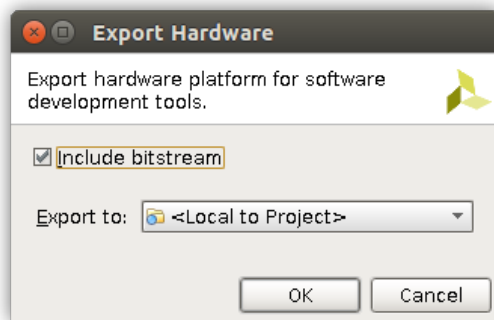 Export Hardware
Export hardware platform for software
development tools.
Include bitstream
Export to: <Local to Project>
OK Cancel